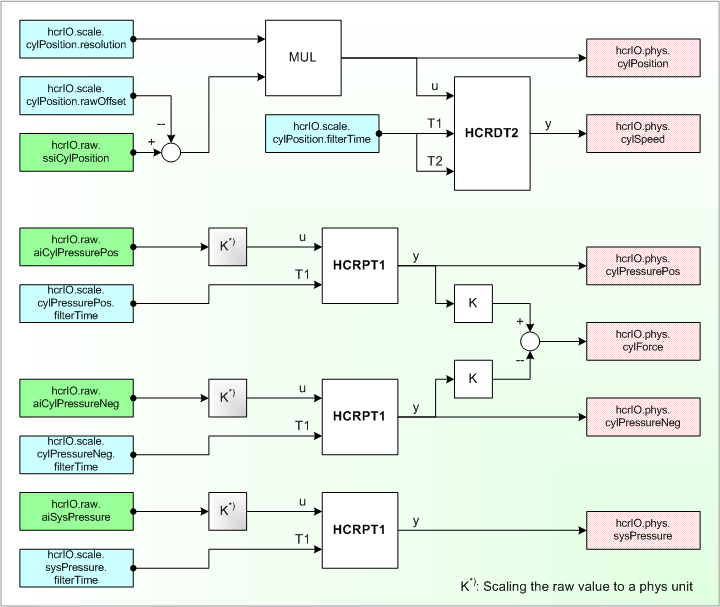 hcrIO.scale.
cylPosition.resolution
MUL
hcrIO.phys.
cylPosition
hcrIO.scale.
cylPosition.rawOffset
--
+
hcrIO.raw.
ssiCylPosition
hcrIO.scale.
cylPosition.filterTime
u
T1
T2
HCRDT2
y
hcrIO.phys.
cylSpeed
hcrIO.raw.
aiCylPressurePos
K*)
u
T1
HCRPT1
y
hcrIO.phys.
cylPressurePos
hcrIO.scale.
cylPressurePos.
filterTime
K
+
--
hcrIO.phys.
cylForce
K
hcrIO.raw.
aiCylPressureNeg
K*)
u
T1
HCRPT1
y
hcrIO.phys.
cylPressureNeg
hcrIO.scale.
cylPressureNeg.
filterTime
hcrIO.raw.
aiSysPressure
K*)
u
T1
HCRPT1
y
hcrIO.phys.
sysPressure
hcrIO.scale.
sysPressure.
filterTime
K*): Scaling the raw value to a phys unit